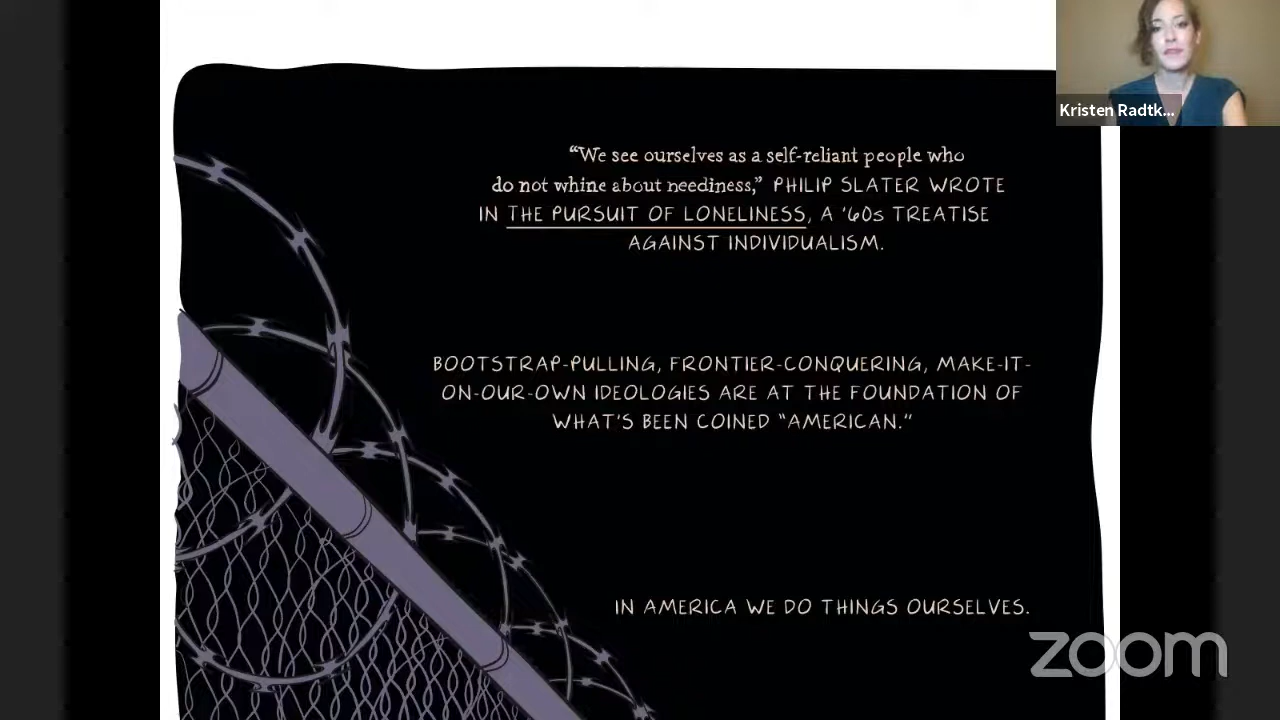 Kristen Radtk...
“We see ourselves as a self-reliant people who
do not whine about neediness,” PHILIP SLATER WROTE
IN THE PURSUIT OF LONELINESS, A '60s TREATISE
AGAINST INDIVIDUALISM.
BOOTSTRAP-PULLING, FRONTIER-CONQUERING, MAKE-IT-
ON-OUR-OWN IDEOLOGIES ARE AT THE FOUNDATION OF
WHAT'S BEEN COINED “AMERICAN.”
IN AMERICA WE DO THINGS OURSELVES.
zoom